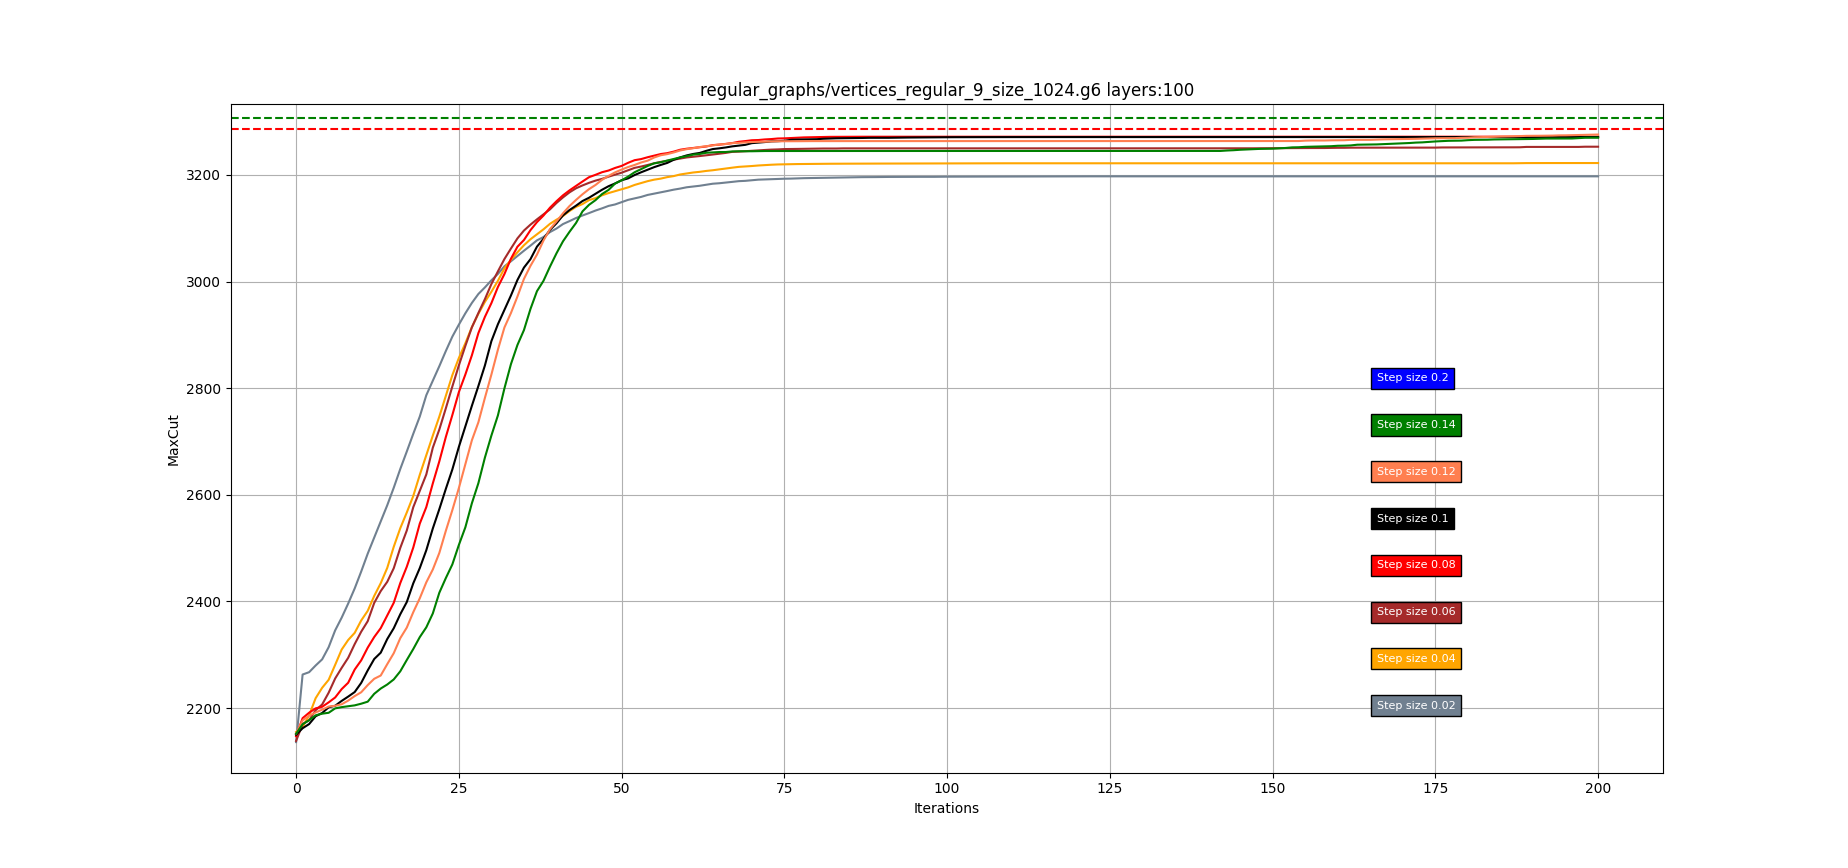 regular_graphs/vertices_regular_9_size_1024.g6 layers:100
MaxCut
3200
3000
2800
2600
2400
2200
Step size 0.2
Step size 0.14
Step size 0.12
Step size 0.1
Step size 0.08
Step size 0.06
Step size 0.04
Step size 0.02
0 25 50 75 100 125 150 175 200
Iterations